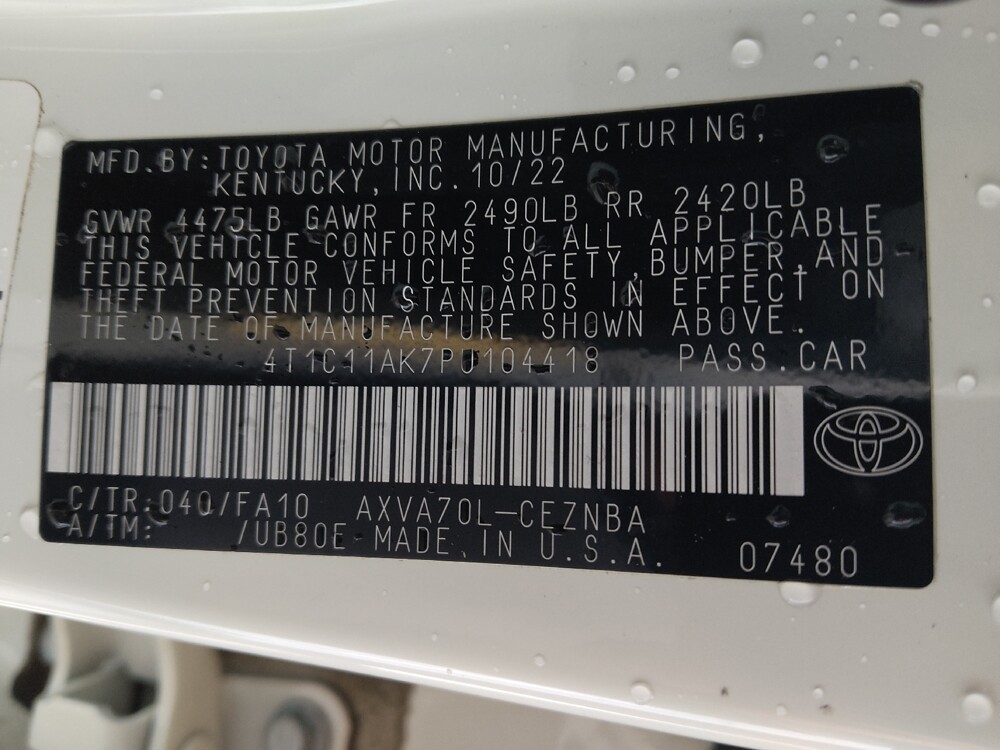 MFD. BY: TOYOTA MOTOR MANUFACTURING,
KENTUCKY, INC. 10/22
GVWR 4475LB GAWR FR 2490LB RR 2420LB
THIS VEHICLE CONFORMS TO ALL APPLICABLE
FEDERAL MOTOR VEHICLE SAFETY, BUMPER, AND
THEFT PREVENTION STANDARDS IN EFFECT ON
THE DATE OF MANUFACTURE SHOWN ABOVE.
4T1C11AK7PU104418 PASS. CAR
C/TR: 040/FA10 AXVA70L-CEZNBA
A/TM: /UB80E MADE IN U.S.A. 07480